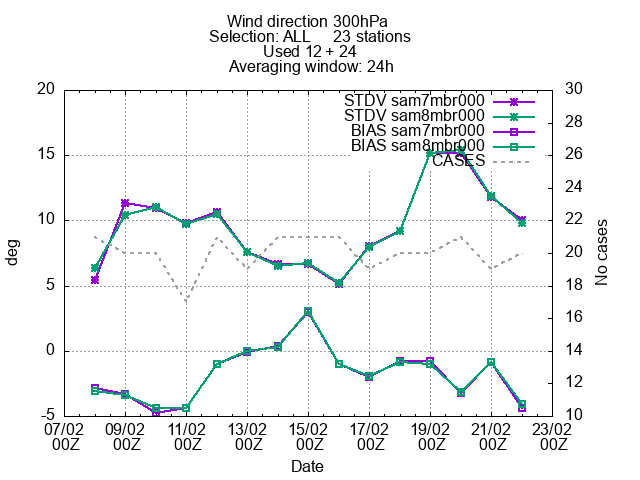 Wind direction 300hPa
Selection: ALL 23 stations
Used 12 + 24
Averaging window: 24h
STDV sam7mbr000
STDV sam8mbr000
BIAS sam7mbr000
BIAS sam8mbr000
CASES
20
15
10
5
0
-5
deg
30
28
26
24
22
20
18
16
14
12
10
No cases
07/02 09/02 11/02 13/02 15/02 17/02 19/02 21/02 23/02
00Z 00Z 00Z 00Z 00Z 00Z 00Z 00Z 00Z
Date